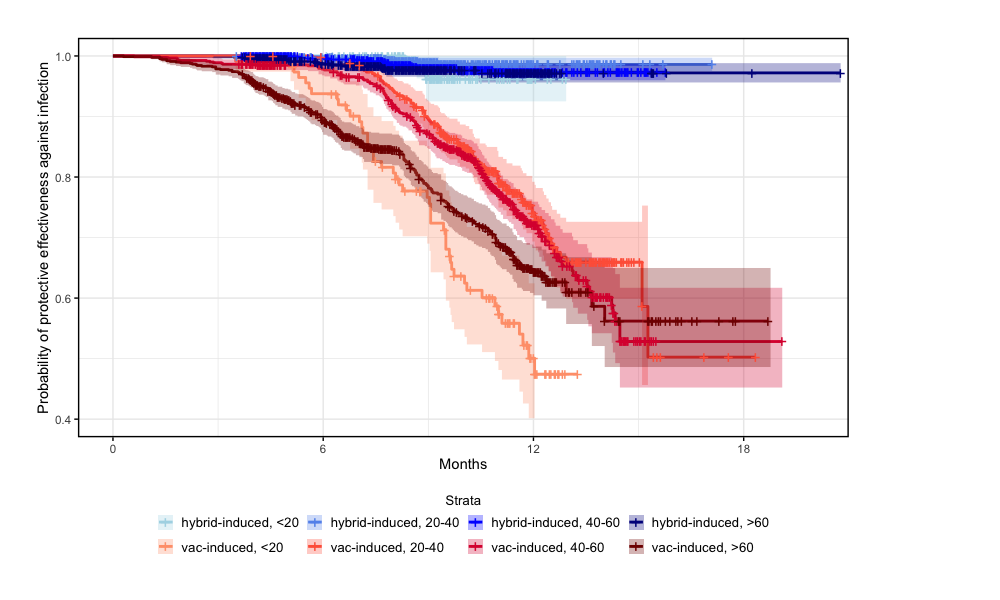 Probability of protective effectiveness against infection
1.0
0.8
0.6
0.4
0 6 12 18
Months
Strata
hybrid-induced, <20 hybrid-induced, 20-40 hybrid-induced, 40-60 hybrid-induced, >60
vac-induced, <20 vac-induced, 20-40 vac-induced, 40-60 vac-induced, >60